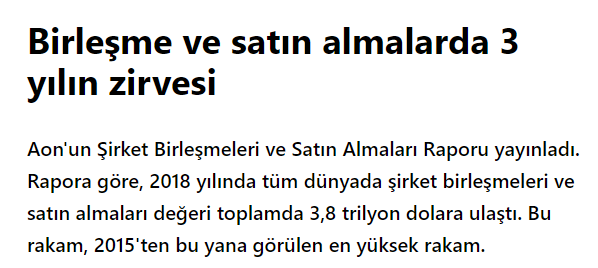 Birleşme ve satın almalarda 3
yılın zirvesi
Aon'un Şirket Birleşmeleri ve Satın Almaları Raporu yayınladı.
Rapora göre, 2018 yılında tüm dünyada şirket birleşmeleri ve
satın almaları değeri toplamda 3,8 trilyon dolara ulaştı. Bu
rakam, 2015'ten bu yana görülen en yüksek rakam.